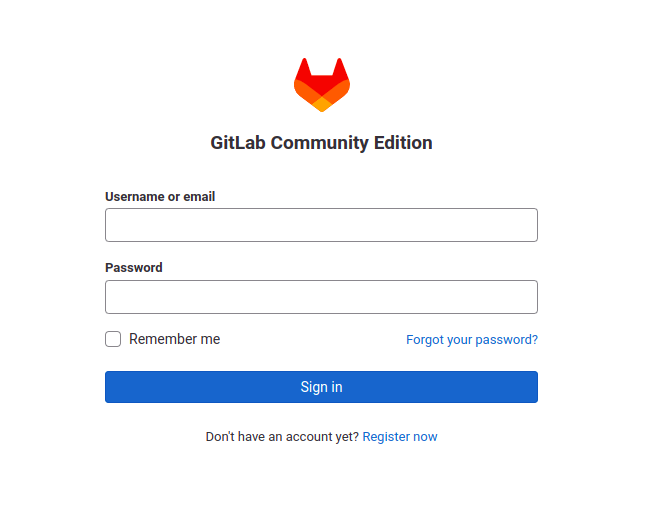 GitLab Community Edition
Username or email
Password
Remember me Forgot your password?
Sign in
Don't have an account yet? Register now